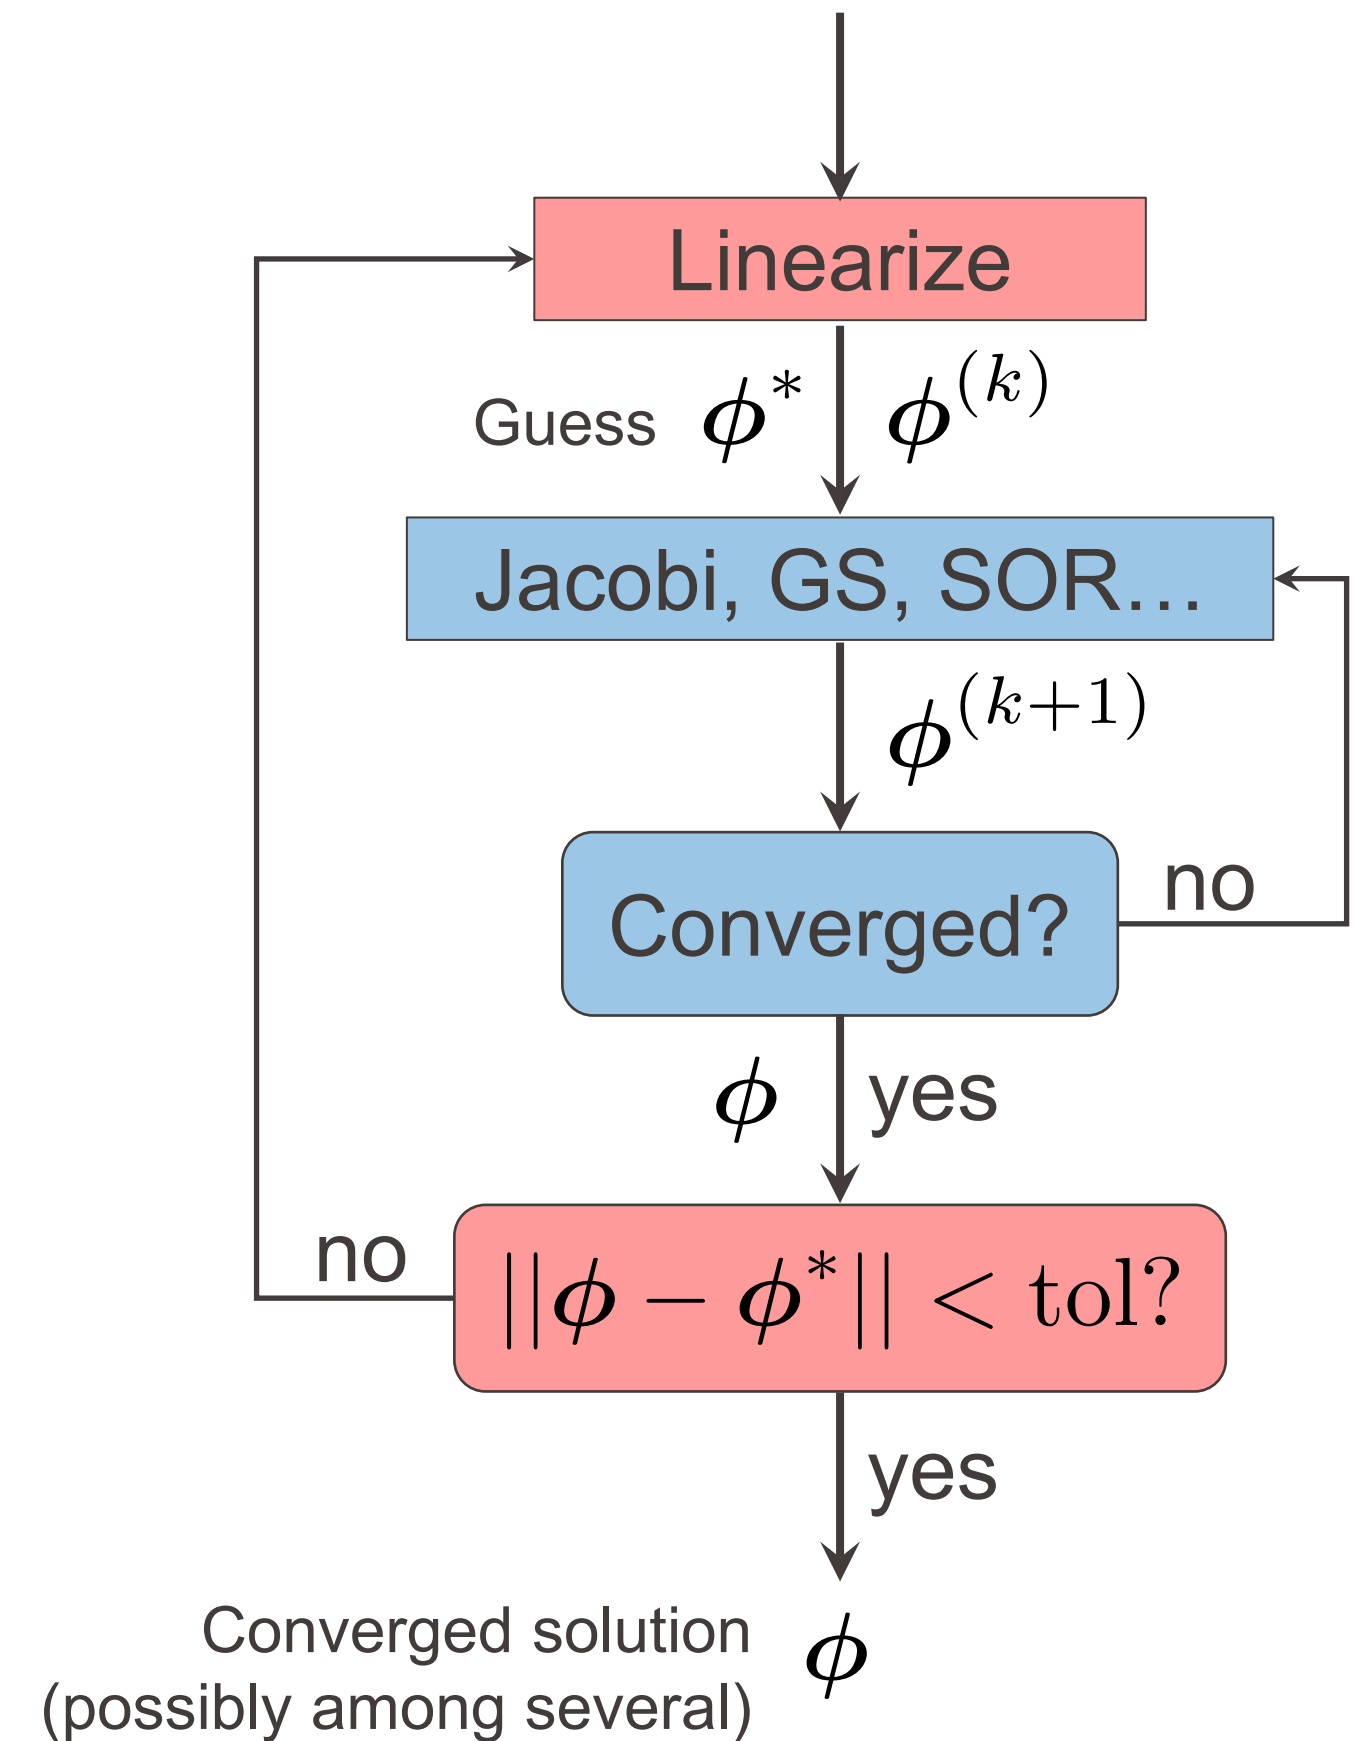 Linearize
Guess ϕ* ϕ^(k)
Jacobi, GS, SOR…
ϕ^(k+1)
Converged?
no
ϕ yes
no
||ϕ − ϕ*|| < tol?
yes
Converged solution ϕ
(possibly among several)